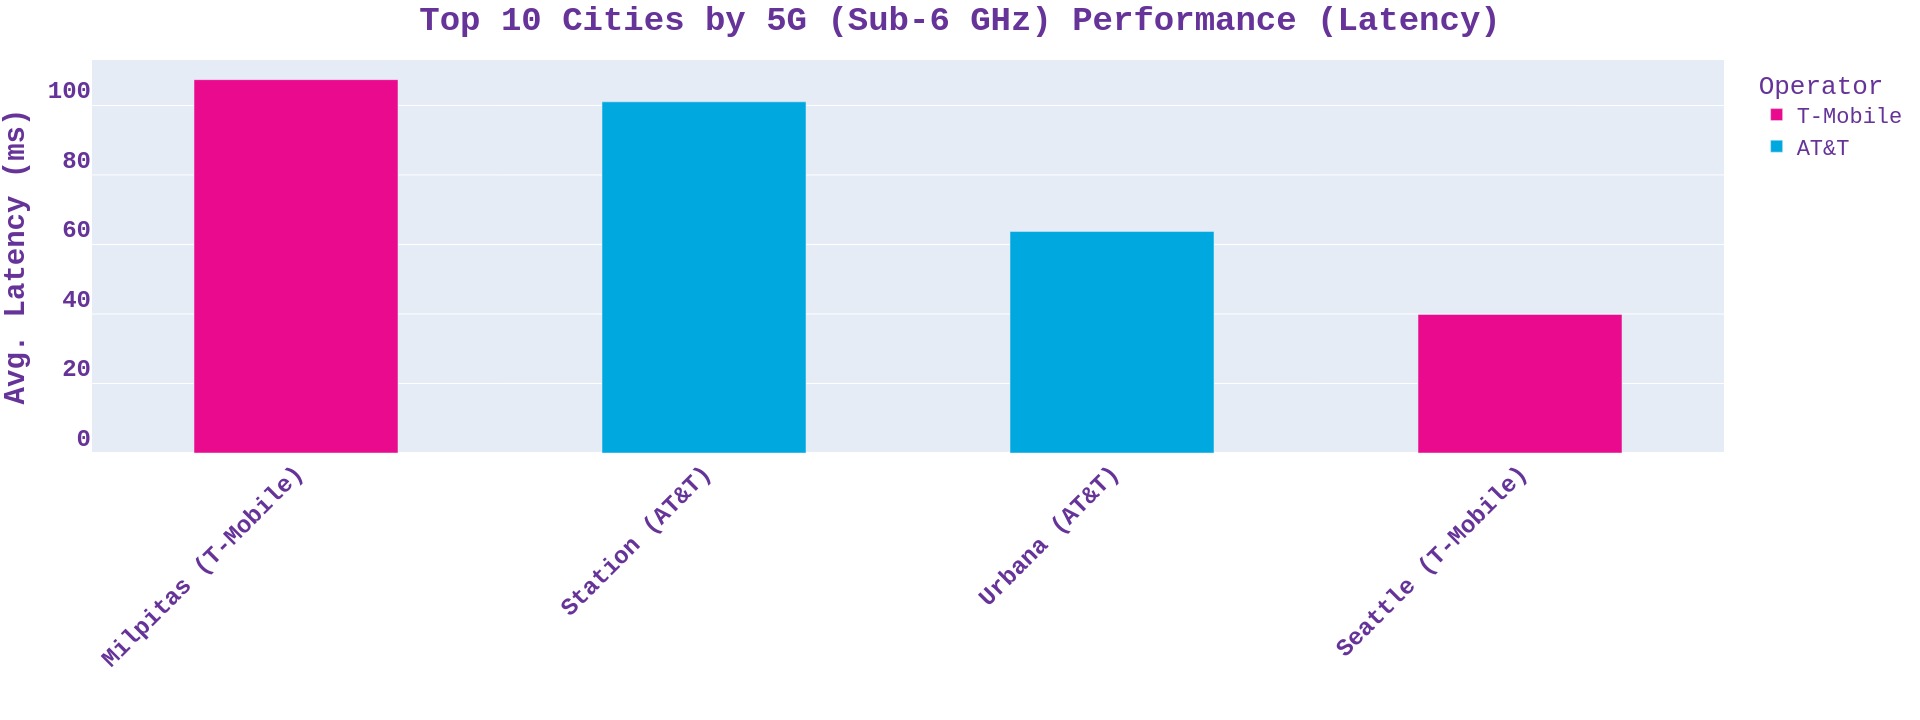 Top 10 Cities by 5G (Sub-6 GHz) Performance (Latency)
Avg. Latency (ms)
100
80
60
40
20
0
Milpitas (T-Mobile)
Station (AT&T)
Urbana (AT&T)
Seattle (T-Mobile)
Operator
T-Mobile
AT&T